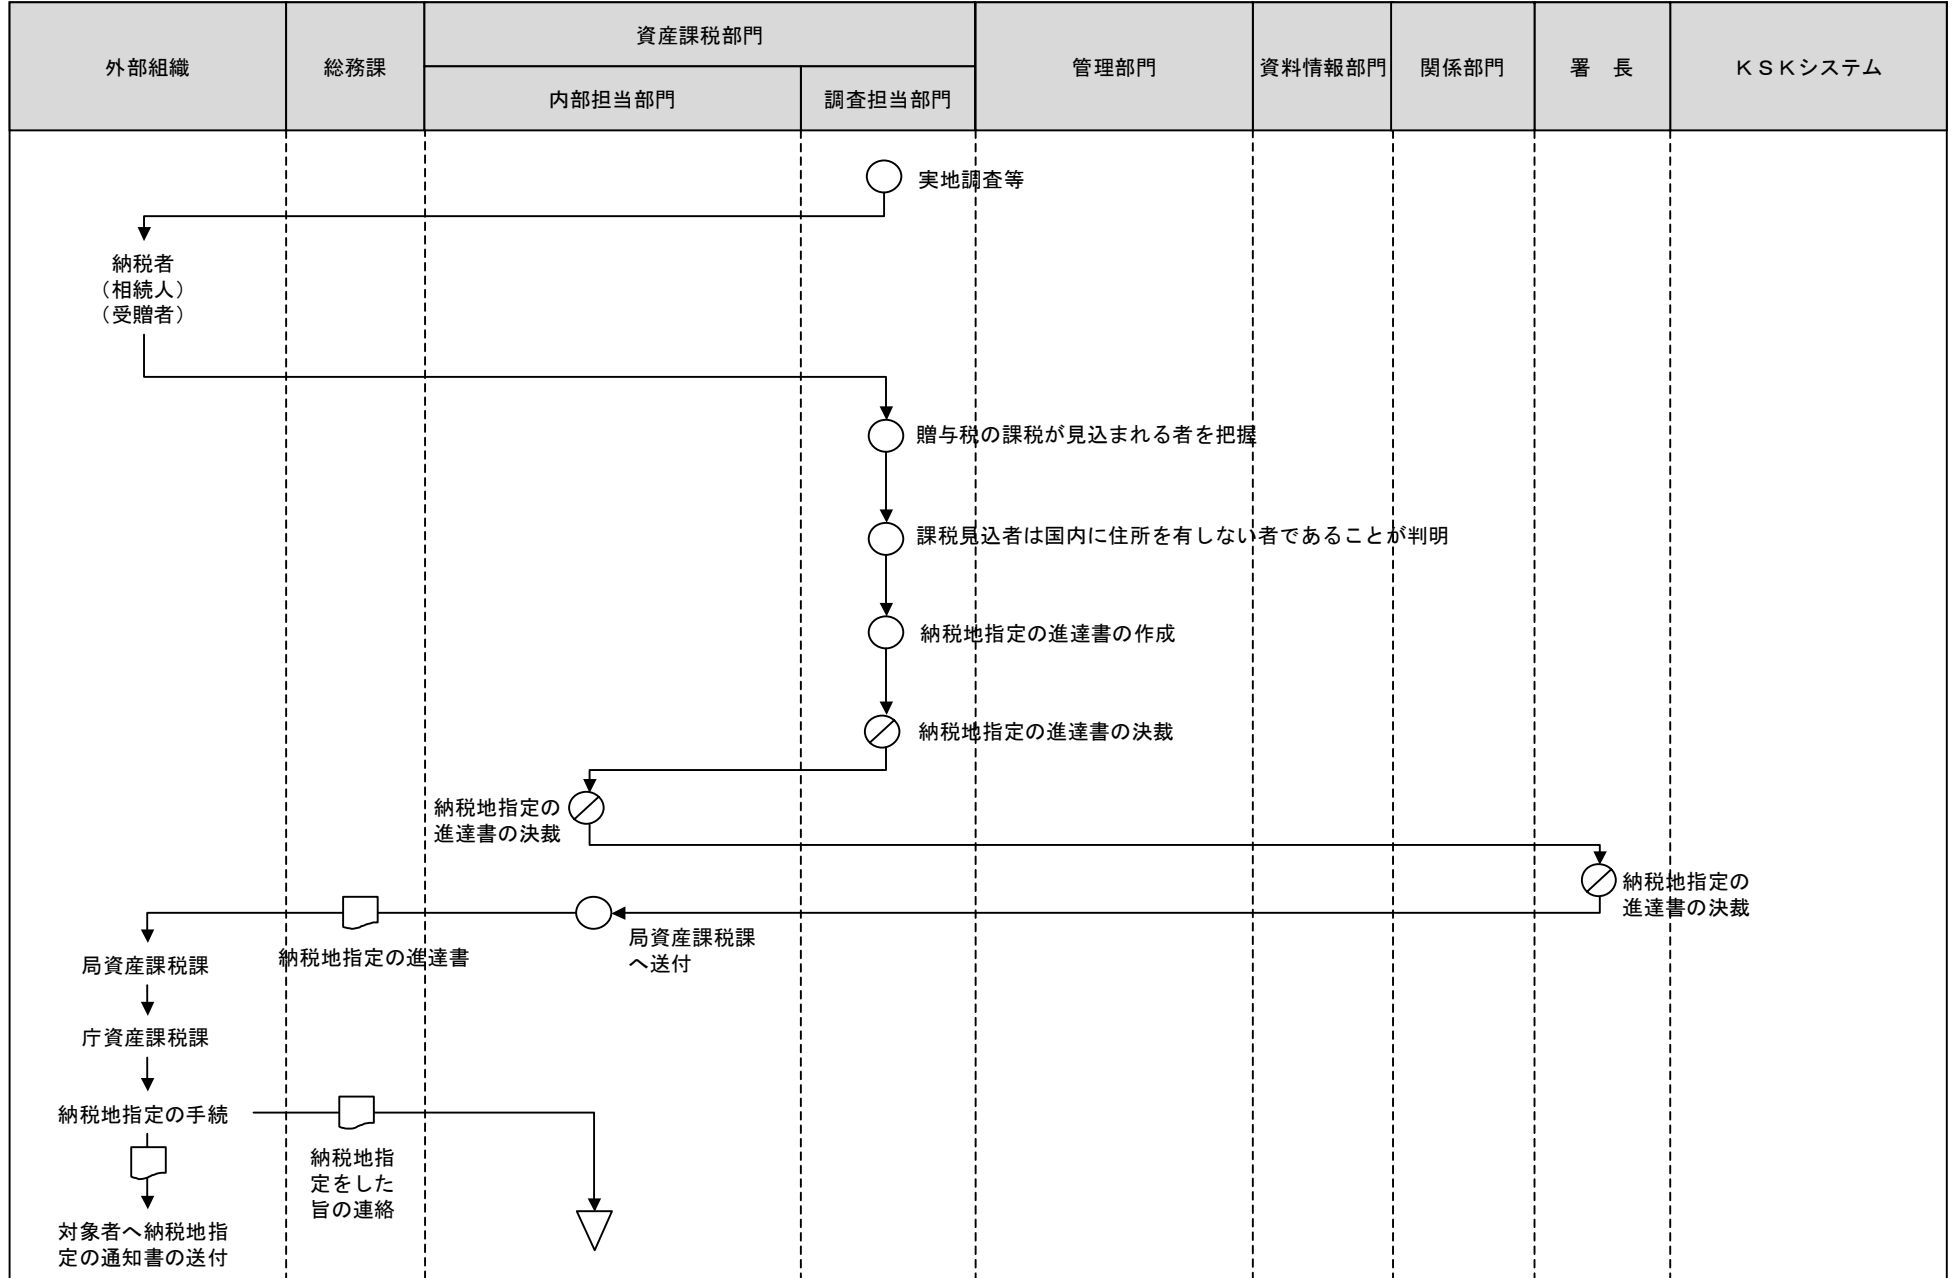 外部組織
総務課
資産課税部門
内部担当部門
調査担当部門
管理部門
資料情報部門
関係部門
署　長
ＫＳＫシステム
実地調査等
納税者
（相続人）
（受贈者）
贈与税の課税が見込まれる者を把握
課税見込者は国内に住所を有しない者であることが判明
納税地指定の進達書の作成
納税地指定の進達書の決裁
納税地指定の
進達書の決裁
納税地指定の
進達書の決裁
局資産課税課
へ送付
納税地指定の進達書
局資産課税課
庁資産課税課
納税地指定の手続
納税地指
定をした
旨の連絡
対象者へ納税地指
定の通知書の送付